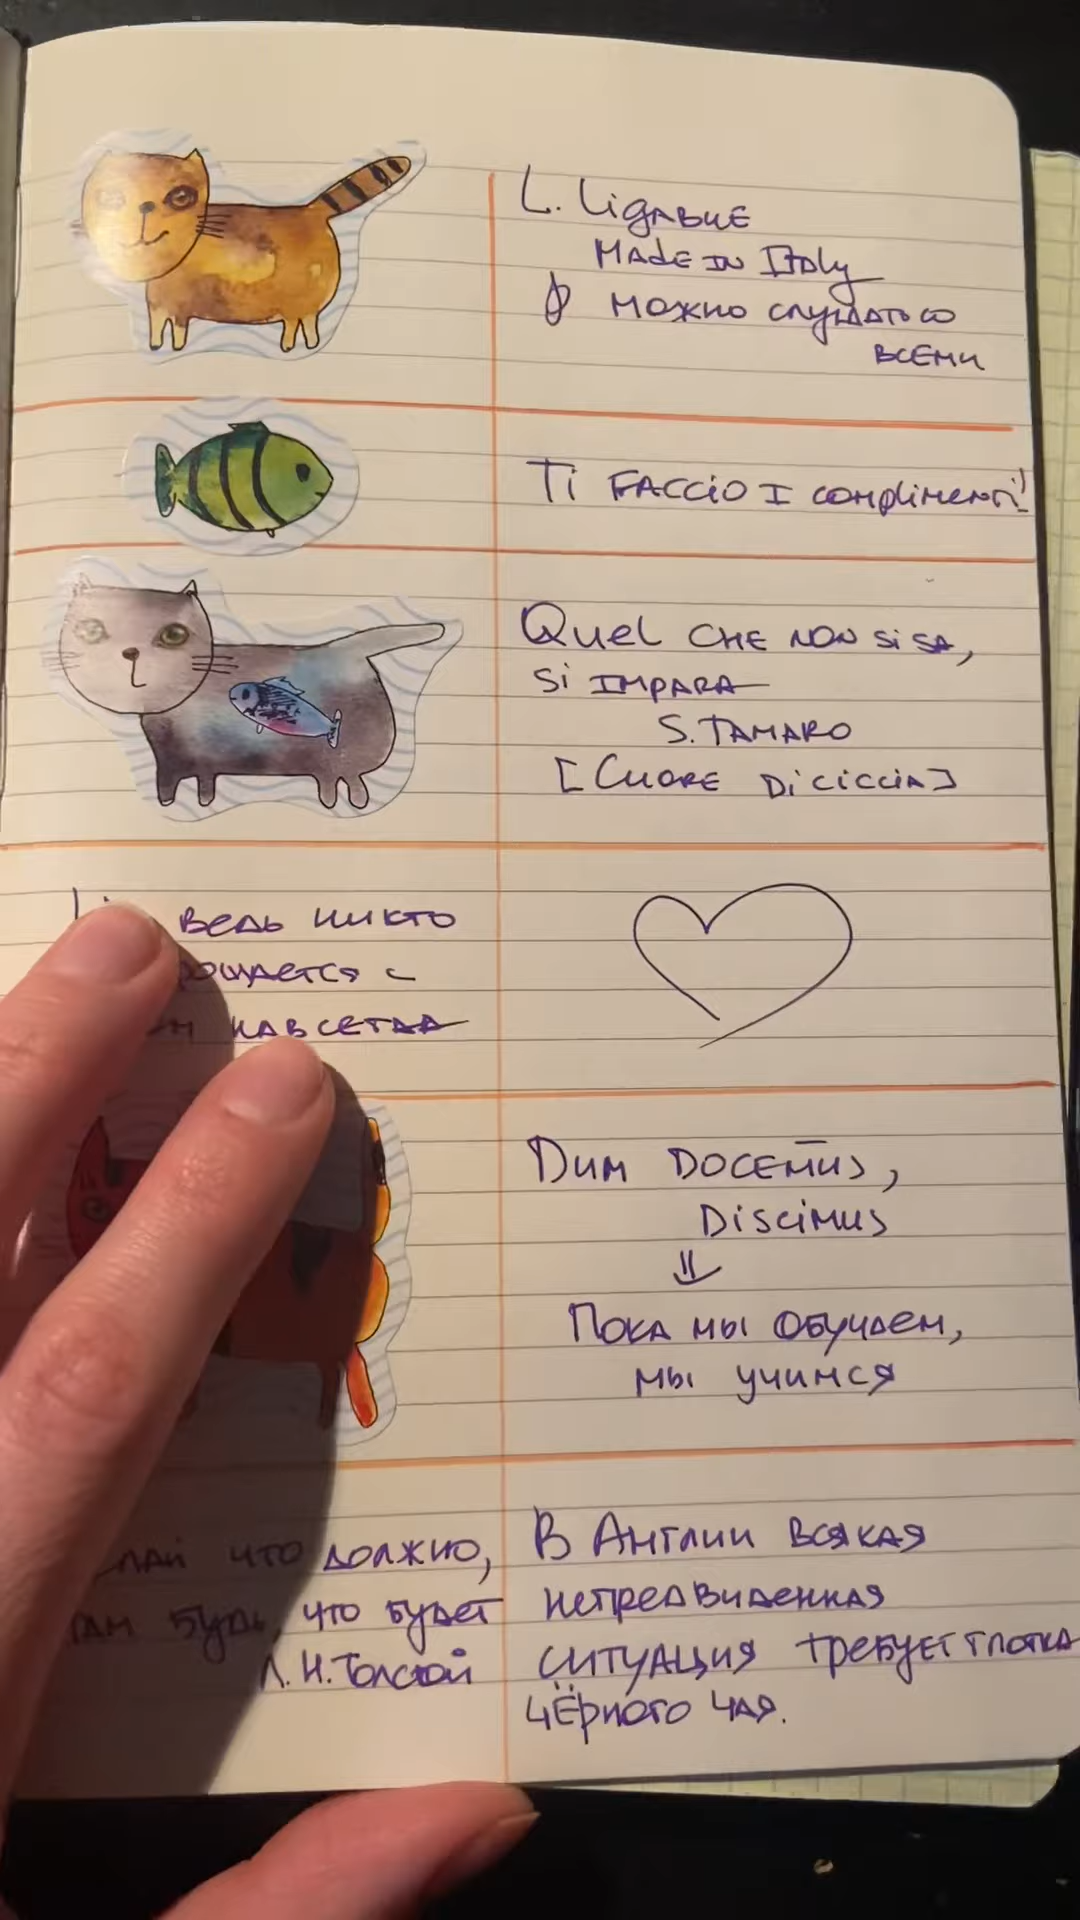 L. Ligabue
Made in Italy
можно слушать со
всеми
Ti faccio i complimenti!
Quel che non si sa,
si impara
S. Tamaro
[Cuore di ciccia]
ведь никто
с
навсегда
Dum docemus,
Discimus
⇓
Пока мы обучаем,
мы учимся
что должно,
будь, что будет
Л.Н. Толстой
В Англии всякая
непредвиденная
ситуация требует глотка
чёрного чая.